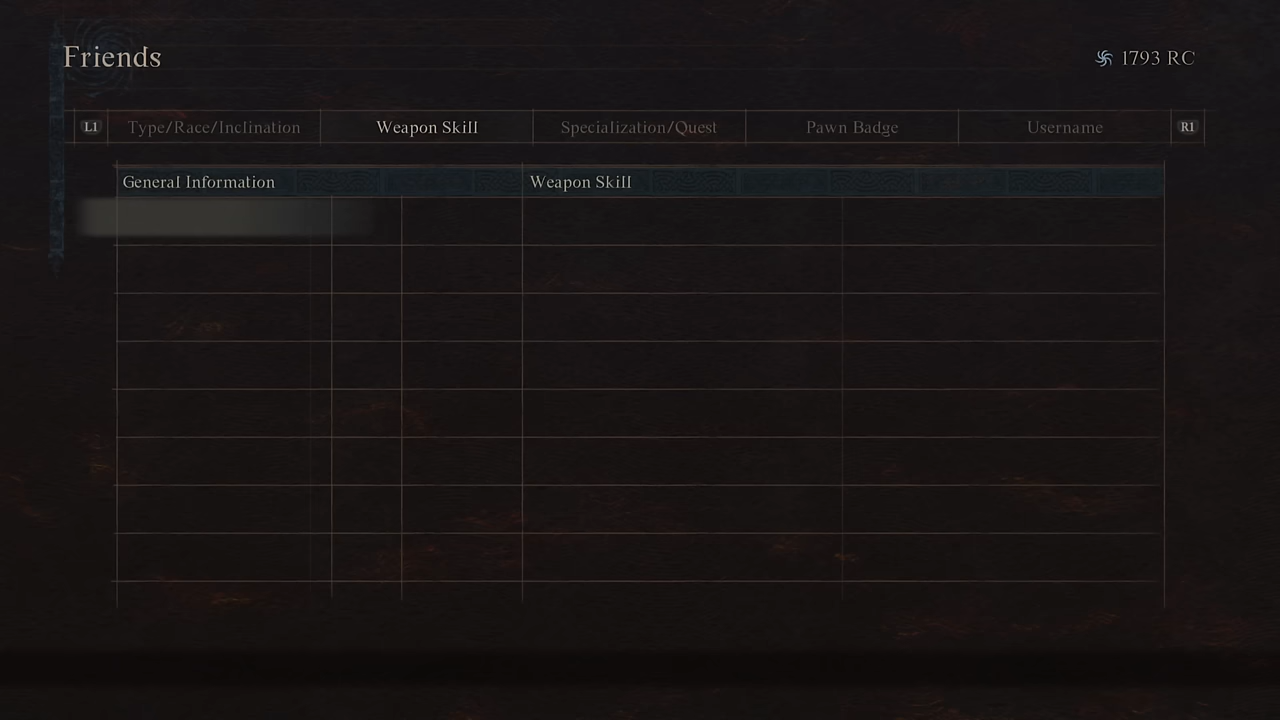 Friends
1793 RC
L1 Type/Race/Inclination Weapon Skill Specialization/Quest Pawn Badge Username R1
General Information Weapon Skill